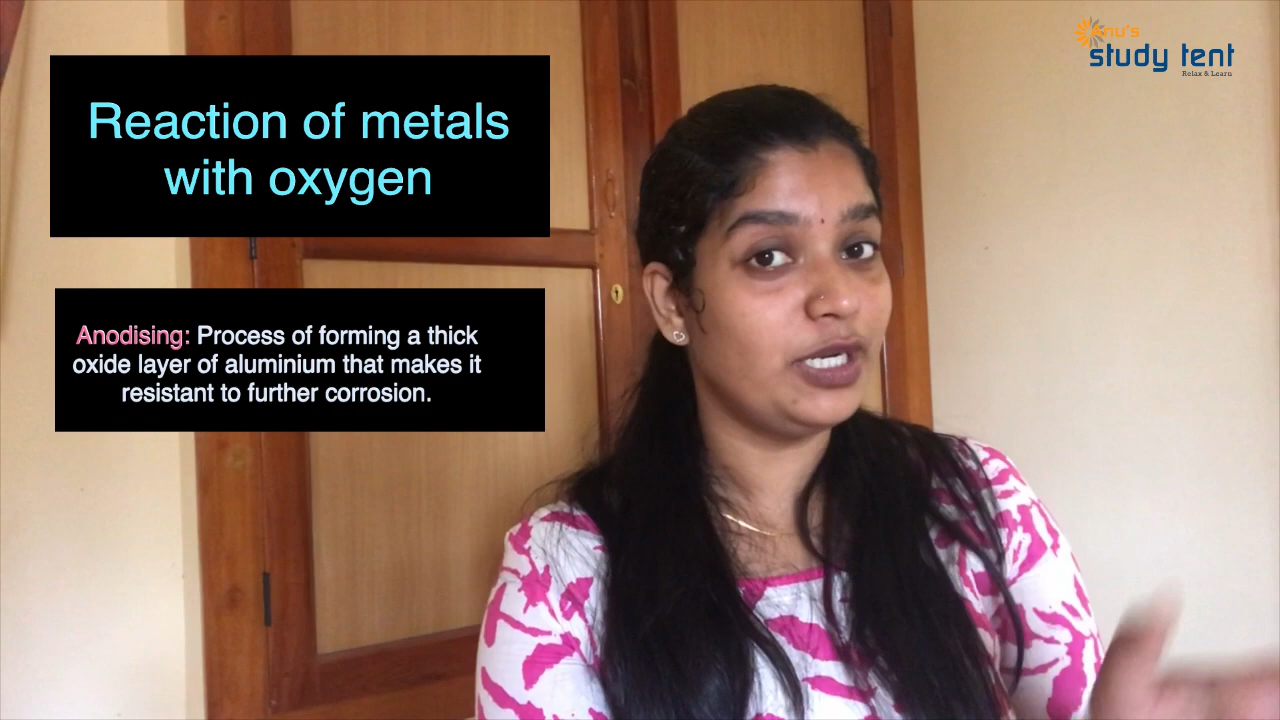 Anu's
study tent
Relax & Learn
Reaction of metals
with oxygen
Anodising: Process of forming a thick
oxide layer of aluminium that makes it
resistant to further corrosion.